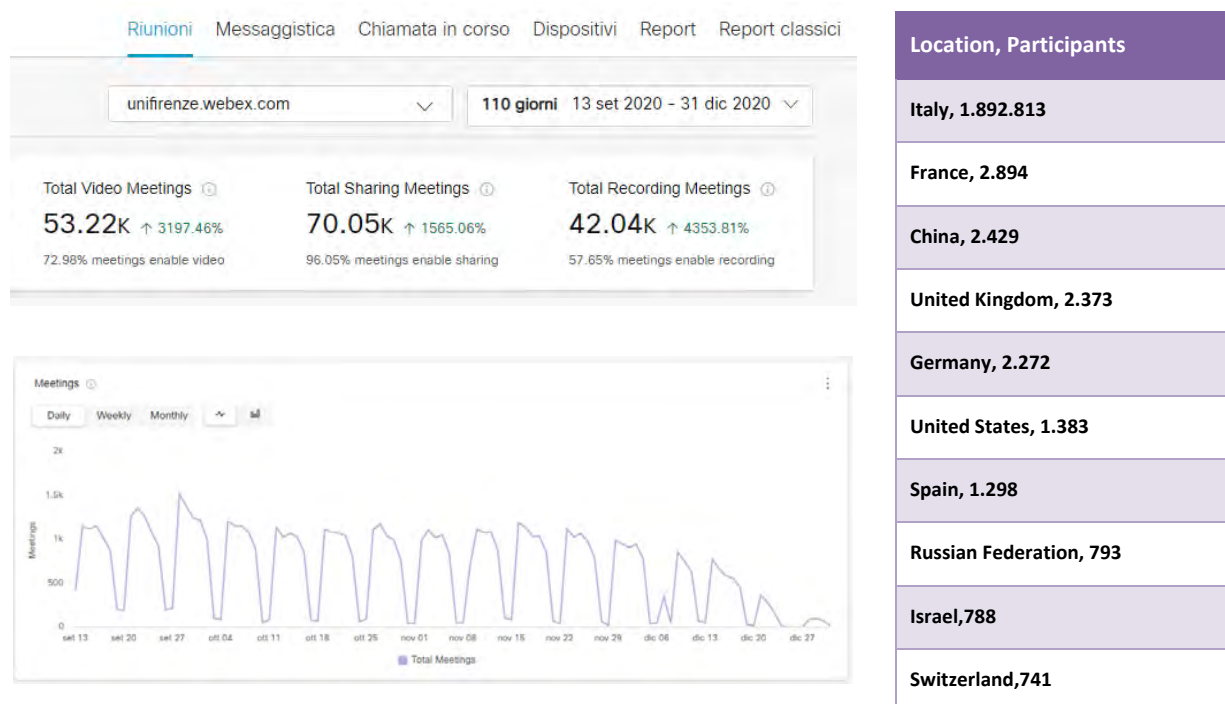 Riunioni Messaggistica Chiamata in corso Dispositivi Report Report classici
unifirenze.webex.com
110 giorni 13 set 2020 - 31 dic 2020
Total Video Meetings
53.22K ↑ 3197.46%
72.98% meetings enable video
Total Sharing Meetings
70.05K ↑ 1565.06%
96.05% meetings enable sharing
Total Recording Meetings
42.04K ↑ 4353.81%
57.65% meetings enable recording
Meetings
Daily Weekly Monthly
2k
1.5k
1k
500
0
Meetings
set 13 set 20 set 27 ott 04 ott 11 ott 18 ott 25 nov 01 nov 08 nov 15 nov 22 nov 29 dic 06 dic 13 dic 20 dic 27
Total Meetings
Location, Participants
Italy, 1.892.813
France, 2.894
China, 2.429
United Kingdom, 2.373
Germany, 2.272
United States, 1.383
Spain, 1.298
Russian Federation, 793
Israel,788
Switzerland,741